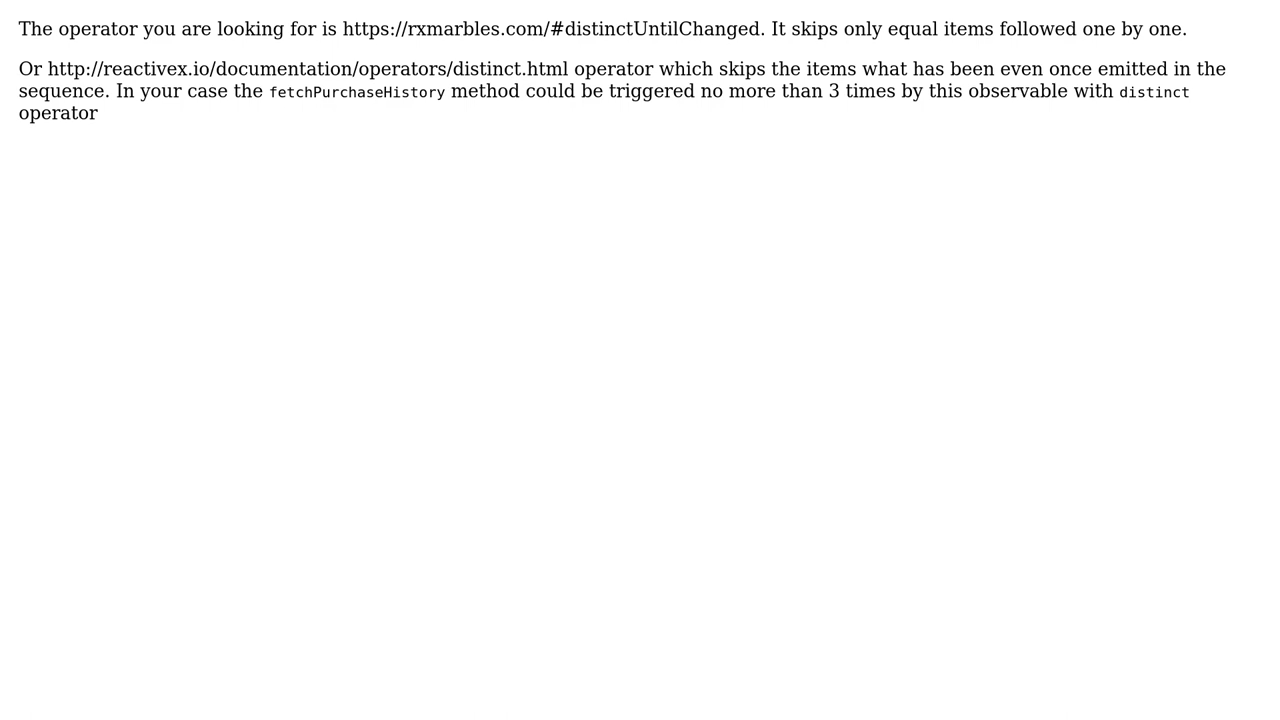 The operator you are looking for is https://rxmarbles.com/#distinctUntilChanged. It skips only equal items followed one by one.
Or http://reactivex.io/documentation/operators/distinct.html operator which skips the items what has been even once emitted in the
sequence. In your case the fetchPurchaseHistory method could be triggered no more than 3 times by this observable with distinct
operator